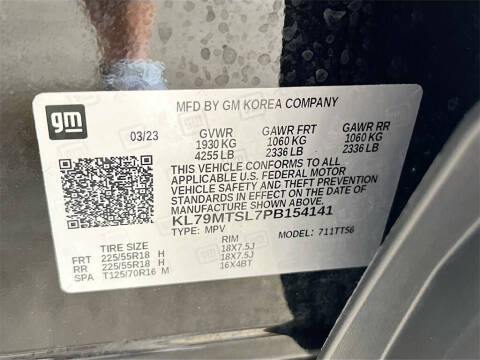 gm
MFD BY GM KOREA COMPANY
03/23 GVWR GAWR FRT GAWR RR
1930 KG 1060 KG 1060 KG
4255 LB 2336 LB 2336 LB
THIS VEHICLE CONFORMS TO ALL
APPLICABLE U.S. FEDERAL MOTOR
VEHICLE SAFETY AND THEFT PREVENTION
STANDARDS IN EFFECT ON THE DATE OF
MANUFACTURE SHOWN ABOVE.
KL79MTSL7PB154141
TYPE: MPV MODEL: 711TT56
TIRE SIZE RIM
FRT 225/55R18 H 18X7.5J
RR 225/55R18 H 18X7.5J
SPA T125/70R16 M 16X4BT